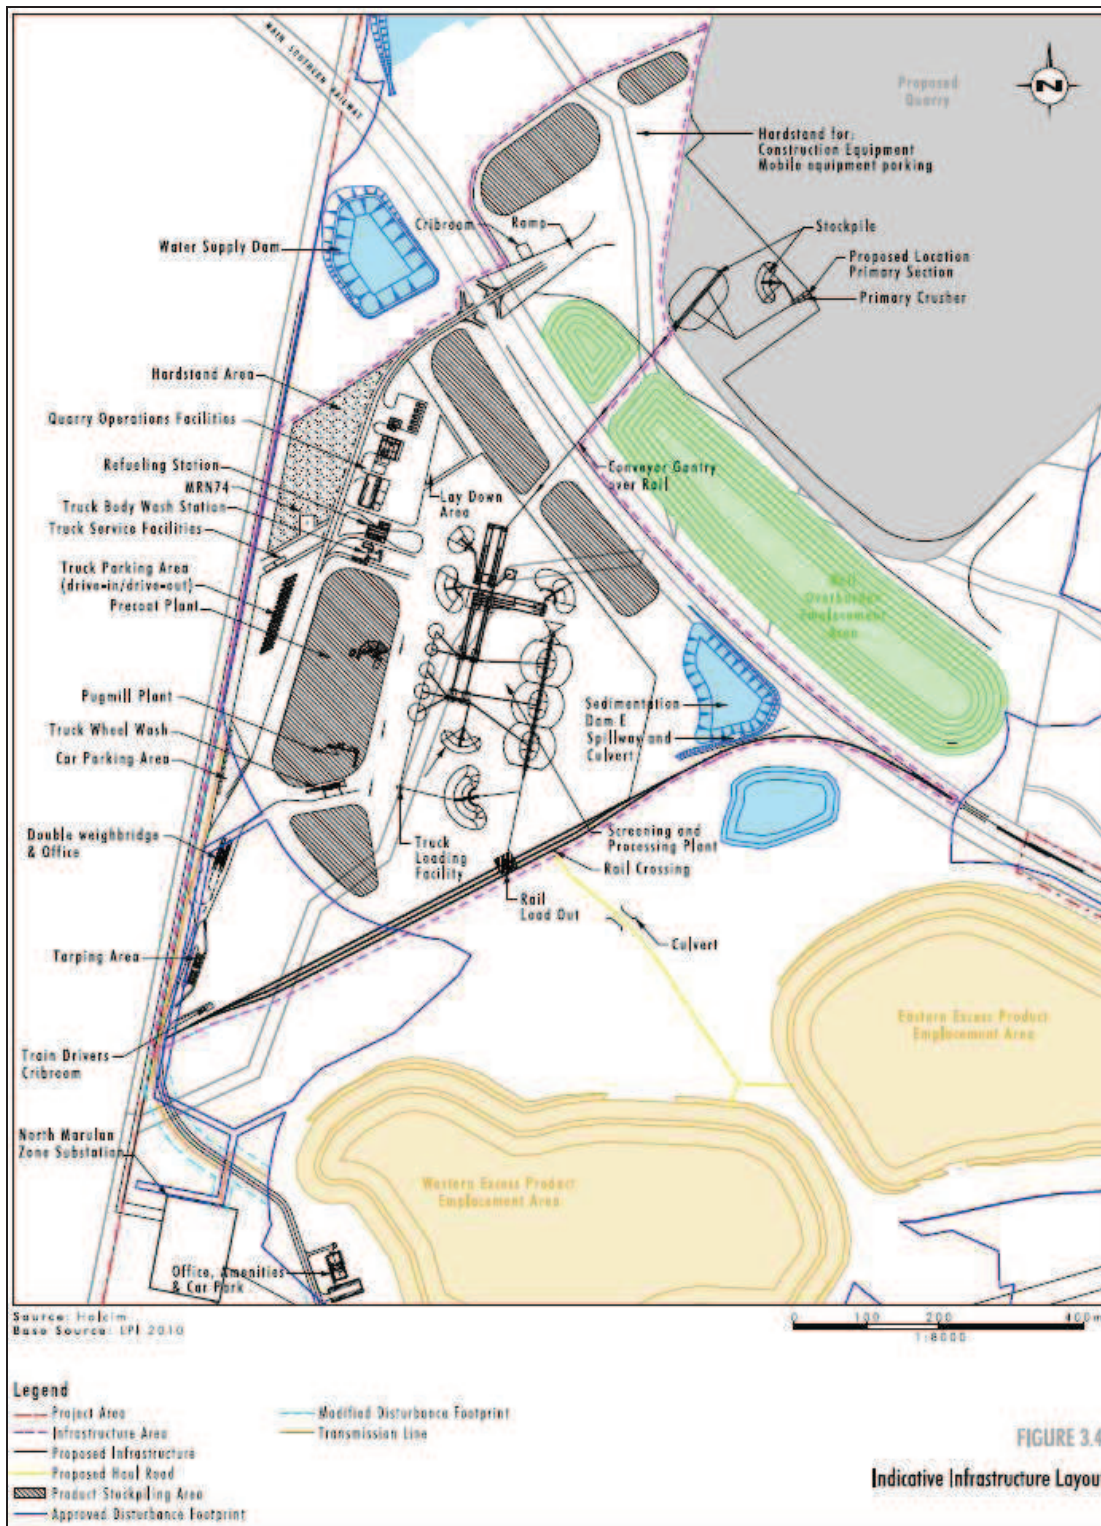 MAIN SOUTHERN RAILWAY
Proposed
Quarry
N
Hardstand for:
Construction Equipment
Mobile equipment parking
Cribroom
Ramp
Stockpile
Water Supply Dam
Proposed Location
Primary Section
Primary Crusher
Hardstand Area
Quarry Operations Facilities
Refueling Station
MRN74
Truck Body Wash Station
Truck Service Facilities
Lay Down
Area
Conveyor Gantry
over Rail
Truck Parking Area
(drive-in/drive-out)
Precoat Plant
Overburden
Emplacement
Area
Pugmill Plant
Truck Wheel Wash
Car Parking Area
Sedimentation
Dam E
Spillway and
Culvert
Double weighbridge
& Office
Truck
Loading
Facility
Screening and
Processing Plant
Rail Crossing
Rail
Load Out
Culvert
Tarping Area
Eastern Excess Product
Emplacement Area
Train Drivers
Cribroom
North Marulan
Zone Substation
Western Excess Product
Emplacement Area
Office, Amenities
& Car Park
Source: Holcim
Base Source: LPI 2010
0 100 200 400m
1:8000
Legend
Project Area
Infrastructure Area
Proposed Infrastructure
Proposed Haul Road
Product Stockpiling Area
Approved Disturbance Footprint
Modified Disturbance Footprint
Transmission Line
FIGURE 3.4
Indicative Infrastructure Layou